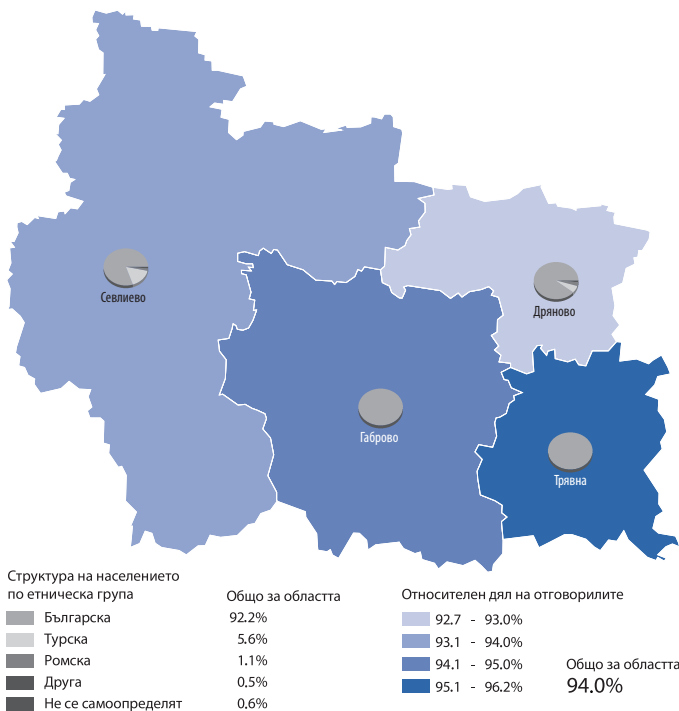 Севлиево
Дряново
Габрово
Трявна
Структура на населението
по етническа група
Общо за областта
Българска 92.2%
Турска 5.6%
Ромска 1.1%
Друга 0,5%
Не се самоопределят 0,6%
Относителен дял на отговорилите
92.7 - 93.0%
93.1 - 94.0%
94.1 - 95.0%
95.1 - 96.2%
Общо за областта
94.0%